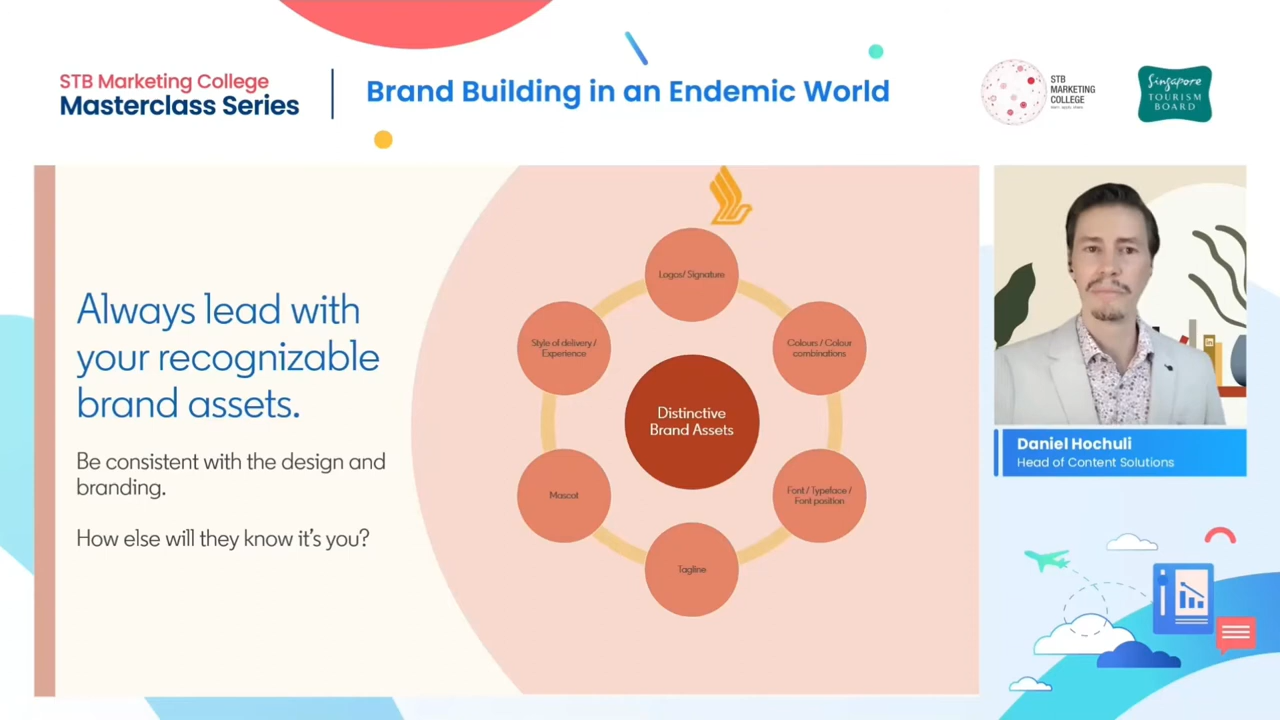 STB Marketing College
Masterclass Series
Brand Building in an Endemic World
STB
MARKETING
COLLEGE
Singapore
TOURISM
BOARD
Always lead with
your recognizable
brand assets.
Be consistent with the design and
branding.
How else will they know it's you?
Logos/ Signature
Style of delivery /
Experience
Colours / Colour
combinations
Distinctive
Brand Assets
Mascot
Font / Typeface /
Font position
Tagline
in
Daniel Hochuli
Head of Content Solutions